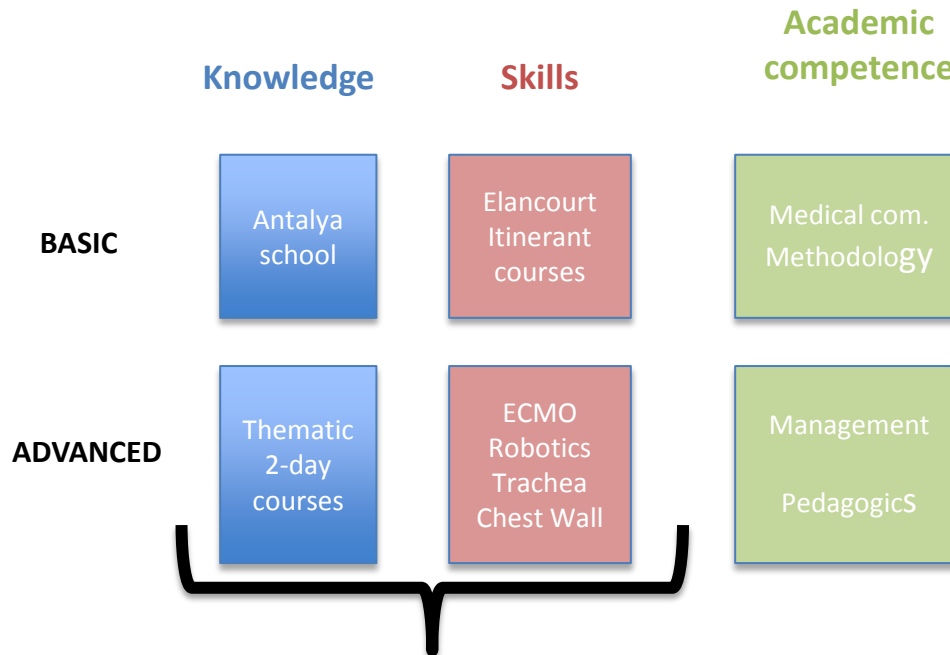 Knowledge
Skills
Academic
competence
BASIC
Antalya
school
Elancourt
Itinerant
courses
Medical com.
Methodology
ADVANCED
Thematic
2-day
courses
ECMO
Robotics
Trachea
Chest Wall
Management
Pedagogics